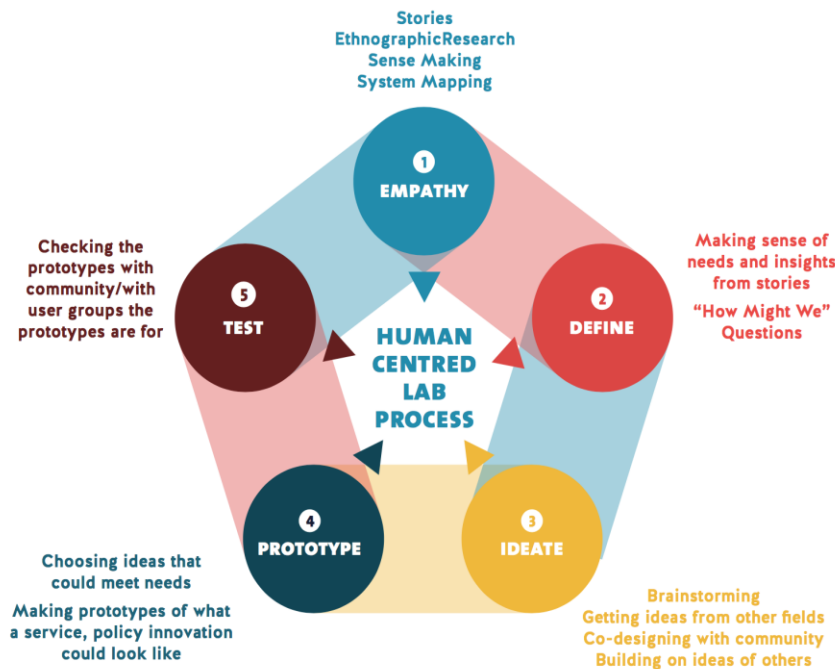 Stories
EthnographicResearch
Sense Making
System Mapping
1
EMPATHY
Making sense of
needs and insights
from stories
“How Might We”
Questions
2
DEFINE
3
IDEATE
Brainstorming
Getting ideas from other fields
Co-designing with community
Building on ideas of others
4
PROTOTYPE
Choosing ideas that
could meet needs
Making prototypes of what
a service, policy innovation
could look like
5
TEST
Checking the
prototypes with
community/with
user groups the
prototypes are for
HUMAN
CENTRED
LAB
PROCESS